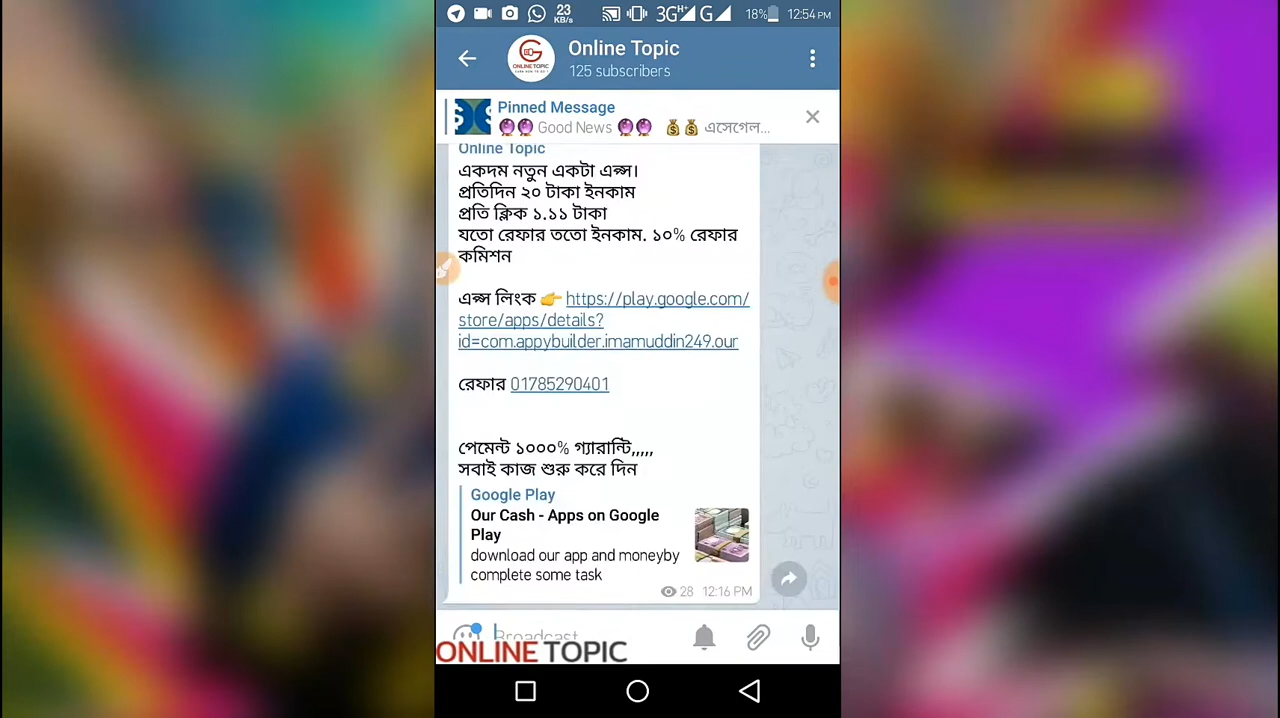 23
KB/s
3G
H+
G
18%
12:54 PM
Online Topic
125 subscribers
G
ONLINE TOPIC
Pinned Message
🔮🔮 Good News 🔮🔮 💰💰 এসেগেল...
Online Topic
একদম নতুন একটা এপ্স।
প্রতিদিন ২০ টাকা ইনকাম
প্রতি ক্লিক ১.১১ টাকা
যতো রেফার ততো ইনকাম. ১০% রেফার
কমিশন
এপ্স লিংক 👉 https://play.google.com/
store/apps/details?
id=com.appybuilder.imamuddin249.our
রেফার 01785290401
পেমেন্ট ১০০০% গ্যারান্টি,,,,,
সবাই কাজ শুরু করে দিন
Google Play
Our Cash - Apps on Google
Play
download our app and moneyby
complete some task
28 12:16 PM
Broadcast
ONLINE TOPIC